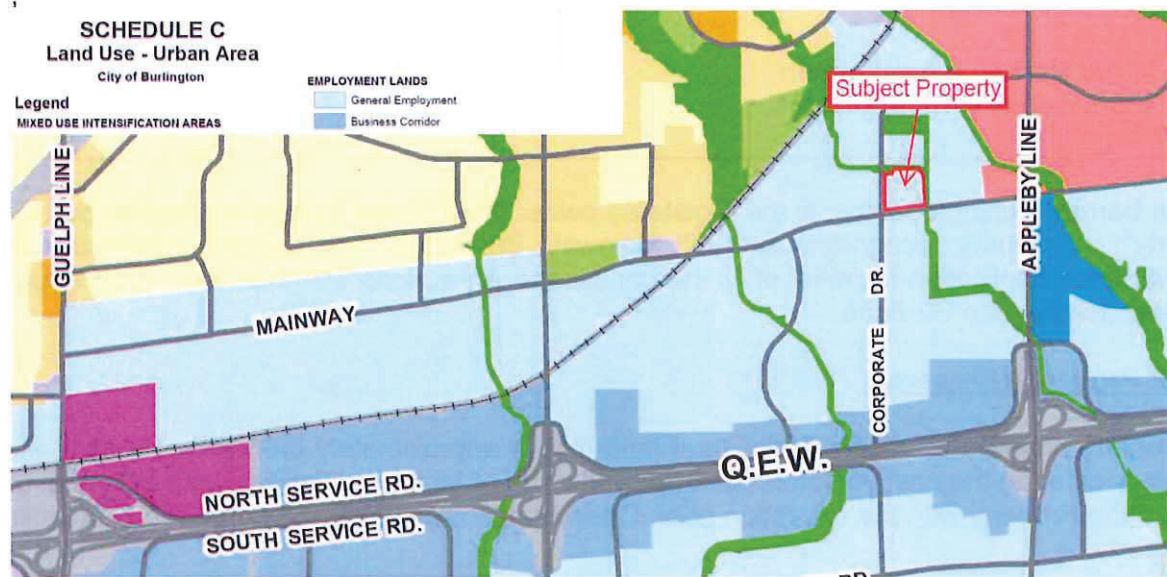 SCHEDULE C
Land Use - Urban Area
City of Burlington
Legend
MIXED USE INTENSIFICATION AREAS
EMPLOYMENT LANDS
General Employment
Business Corridor
Subject Property
GUELPH LINE
MAINWAY
CORPORATE DR.
APPLEBY LINE
Q.E.W.
NORTH SERVICE RD.
SOUTH SERVICE RD.